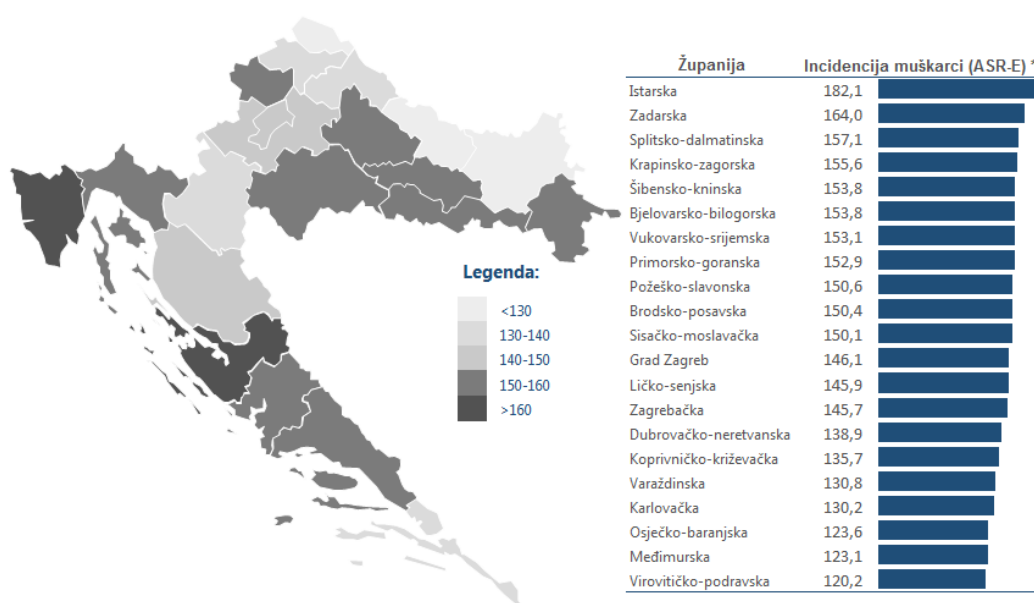 Županija Incidencija muškarci (ASR-E) *
Istarska 182,1
Zadarska 164,0
Splitsko-dalmatinska 157,1
Krapinsko-zagorska 155,6
Šibensko-kninska 153,8
Bjelovarsko-bilogorska 153,8
Vukovarsko-srijemska 153,1
Primorsko-goranska 152,9
Požeško-slavonska 150,6
Brodsko-posavska 150,4
Sisačko-moslavačka 150,1
Grad Zagreb 146,1
Ličko-senjska 145,9
Zagrebačka 145,7
Dubrovačko-neretvanska 138,9
Koprivničko-križevačka 135,7
Varaždinska 130,8
Karlovačka 130,2
Osječko-baranjska 123,6
Međimurska 123,1
Virovitičko-podravska 120,2
Legenda:
<130
130-140
140-150
150-160
>160